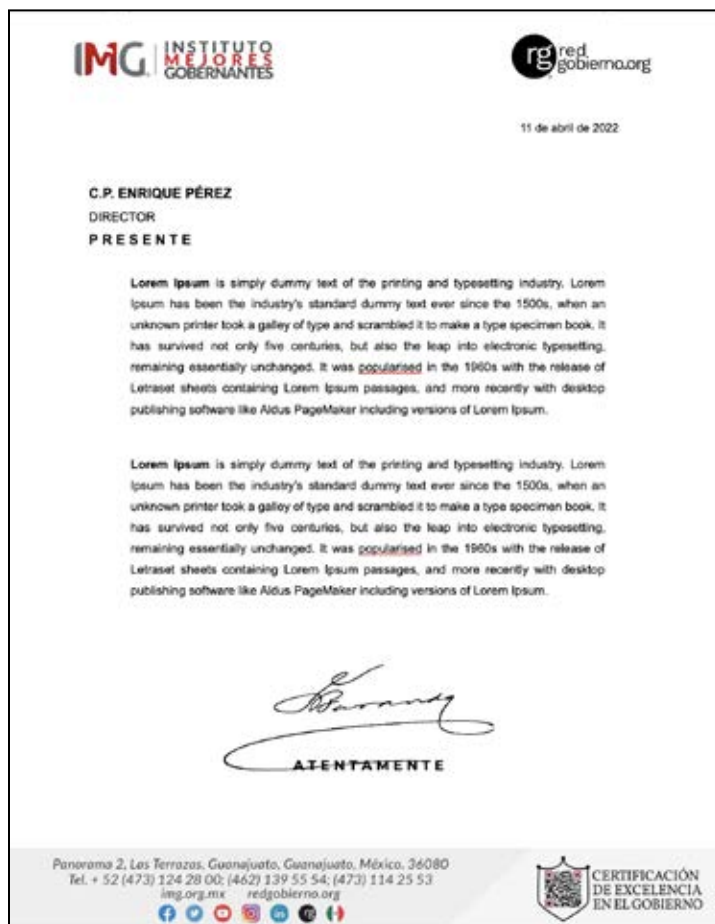 IMG INSTITUTO
MEJORES
GOBERNANTES
rg red
gobierno.org
11 de abril de 2022
C.P. ENRIQUE PÉREZ
DIRECTOR
PRESENTE
Lorem Ipsum is simply dummy text of the printing and typesetting industry. Lorem
Ipsum has been the industry's standard dummy text ever since the 1500s, when an
unknown printer took a galley of type and scrambled it to make a type specimen book. It
has survived not only five centuries, but also the leap into electronic typesetting,
remaining essentially unchanged. It was popularised in the 1960s with the release of
Letraset sheets containing Lorem Ipsum passages, and more recently with desktop
publishing software like Aldus PageMaker including versions of Lorem Ipsum.
Lorem Ipsum is simply dummy text of the printing and typesetting industry. Lorem
Ipsum has been the industry's standard dummy text ever since the 1500s, when an
unknown printer took a galley of type and scrambled it to make a type specimen book. It
has survived not only five centuries, but also the leap into electronic typesetting,
remaining essentially unchanged. It was popularised in the 1960s with the release of
Letraset sheets containing Lorem Ipsum passages, and more recently with desktop
publishing software like Aldus PageMaker including versions of Lorem Ipsum.
ATENTAMENTE
Panorama 2, Las Terrazas, Guanajuato, Guanajuato, México. 36080
Tel. + 52 (473) 124 28 00; (462) 139 55 54; (473) 114 25 53
img.org.mx redgobierno.org
CERTIFICACIÓN
DE EXCELENCIA
EN EL GOBIERNO